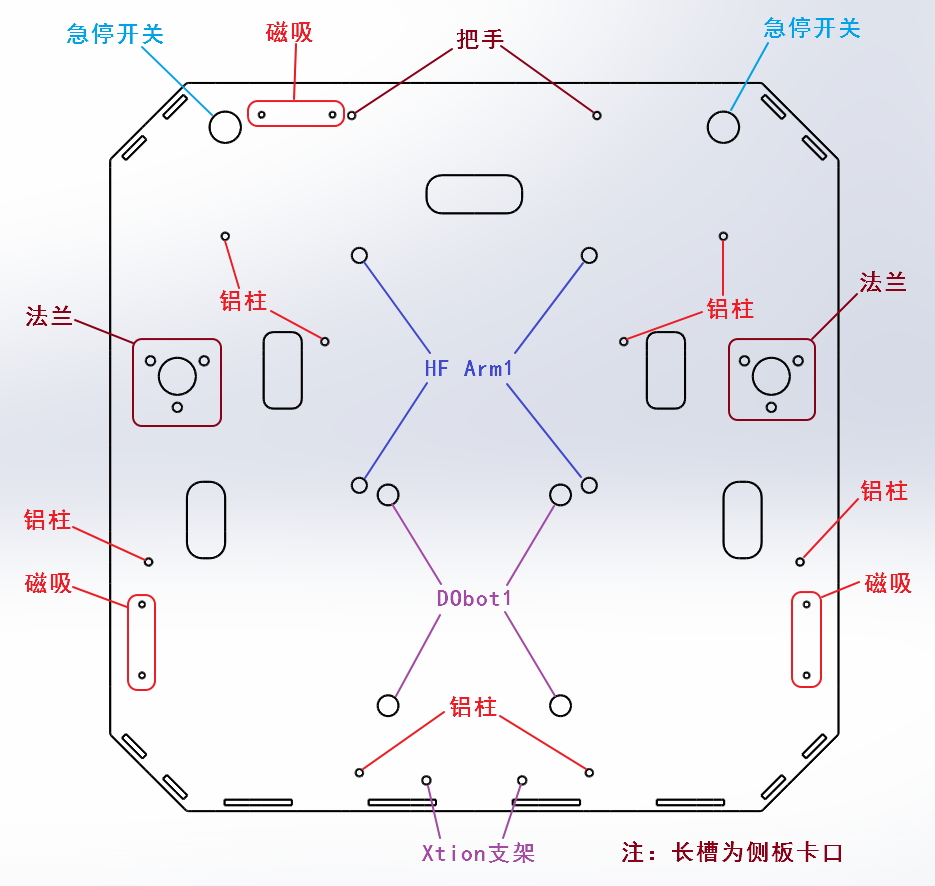 急停开关
磁吸
把手
急停开关
铝柱
铝柱
法兰
法兰
HF Arm1
铝柱
铝柱
磁吸
磁吸
DObot1
铝柱
Xtion支架
注：长槽为侧板卡口